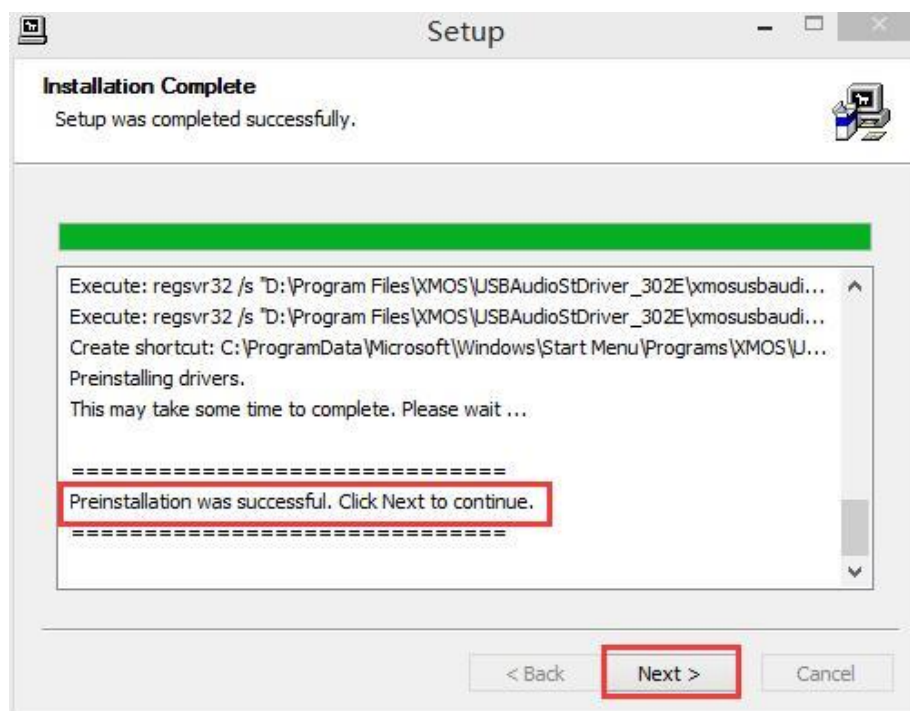 Setup
Installation Complete
Setup was completed successfully.
Execute: regsvr32 /s "D:\Program Files\XMOS\USBAudioStDriver_302E\xmosusbaudi...
Execute: regsvr32 /s "D:\Program Files\XMOS\USBAudioStDriver_302E\xmosusbaudi...
Create shortcut: C:\ProgramData\Microsoft\Windows\Start Menu\Programs\XMOS\U...
Preinstalling drivers.
This may take some time to complete. Please wait ...
==============================
Preinstallation was successful. Click Next to continue.
==============================
< Back Next > Cancel